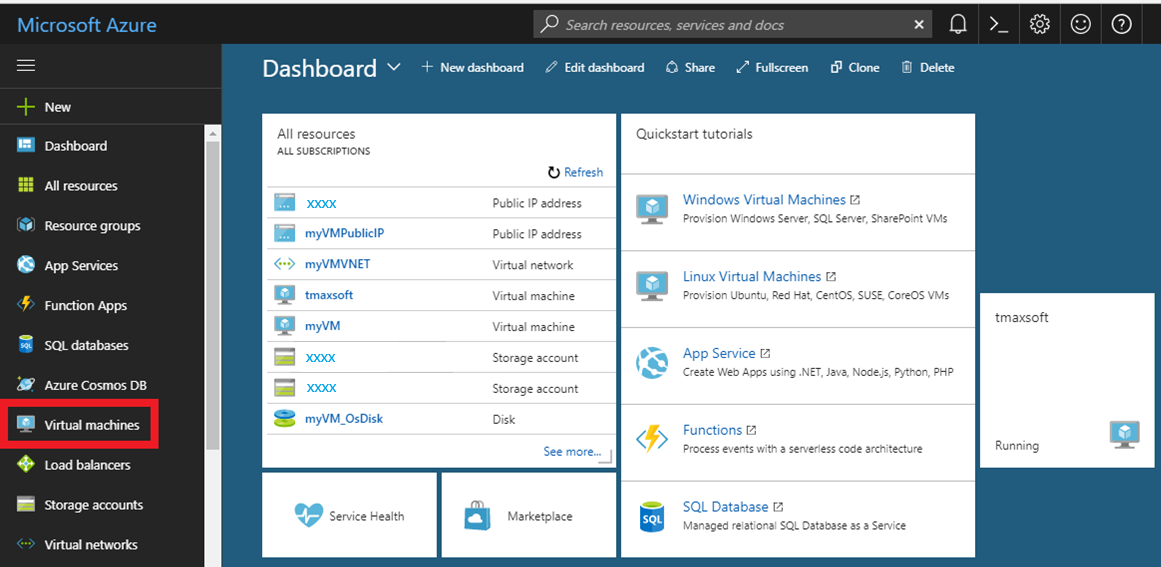 Microsoft Azure
Search resources, services and docs
New
Dashboard
All resources
Resource groups
App Services
Function Apps
SQL databases
Azure Cosmos DB
Virtual machines
Load balancers
Storage accounts
Virtual networks
Dashboard New dashboard Edit dashboard Share Fullscreen Clone Delete
All resources
ALL SUBSCRIPTIONS
Refresh
XXXX Public IP address
myVMPublicIP Public IP address
myVMVNET Virtual network
tmaxsoft Virtual machine
myVM Virtual machine
XXXX Storage account
XXXX Storage account
myVM_OsDisk Disk
See more...
Service Health
Marketplace
Quickstart tutorials
Windows Virtual Machines
Provision Windows Server, SQL Server, SharePoint VMs
Linux Virtual Machines
Provision Ubuntu, Red Hat, CentOS, SUSE, CoreOS VMs
App Service
Create Web Apps using .NET, Java, Node.js, Python, PHP
Functions
Process events with a serverless code architecture
SQL
SQL Database
Managed relational SQL Database as a Service
tmaxsoft
Running